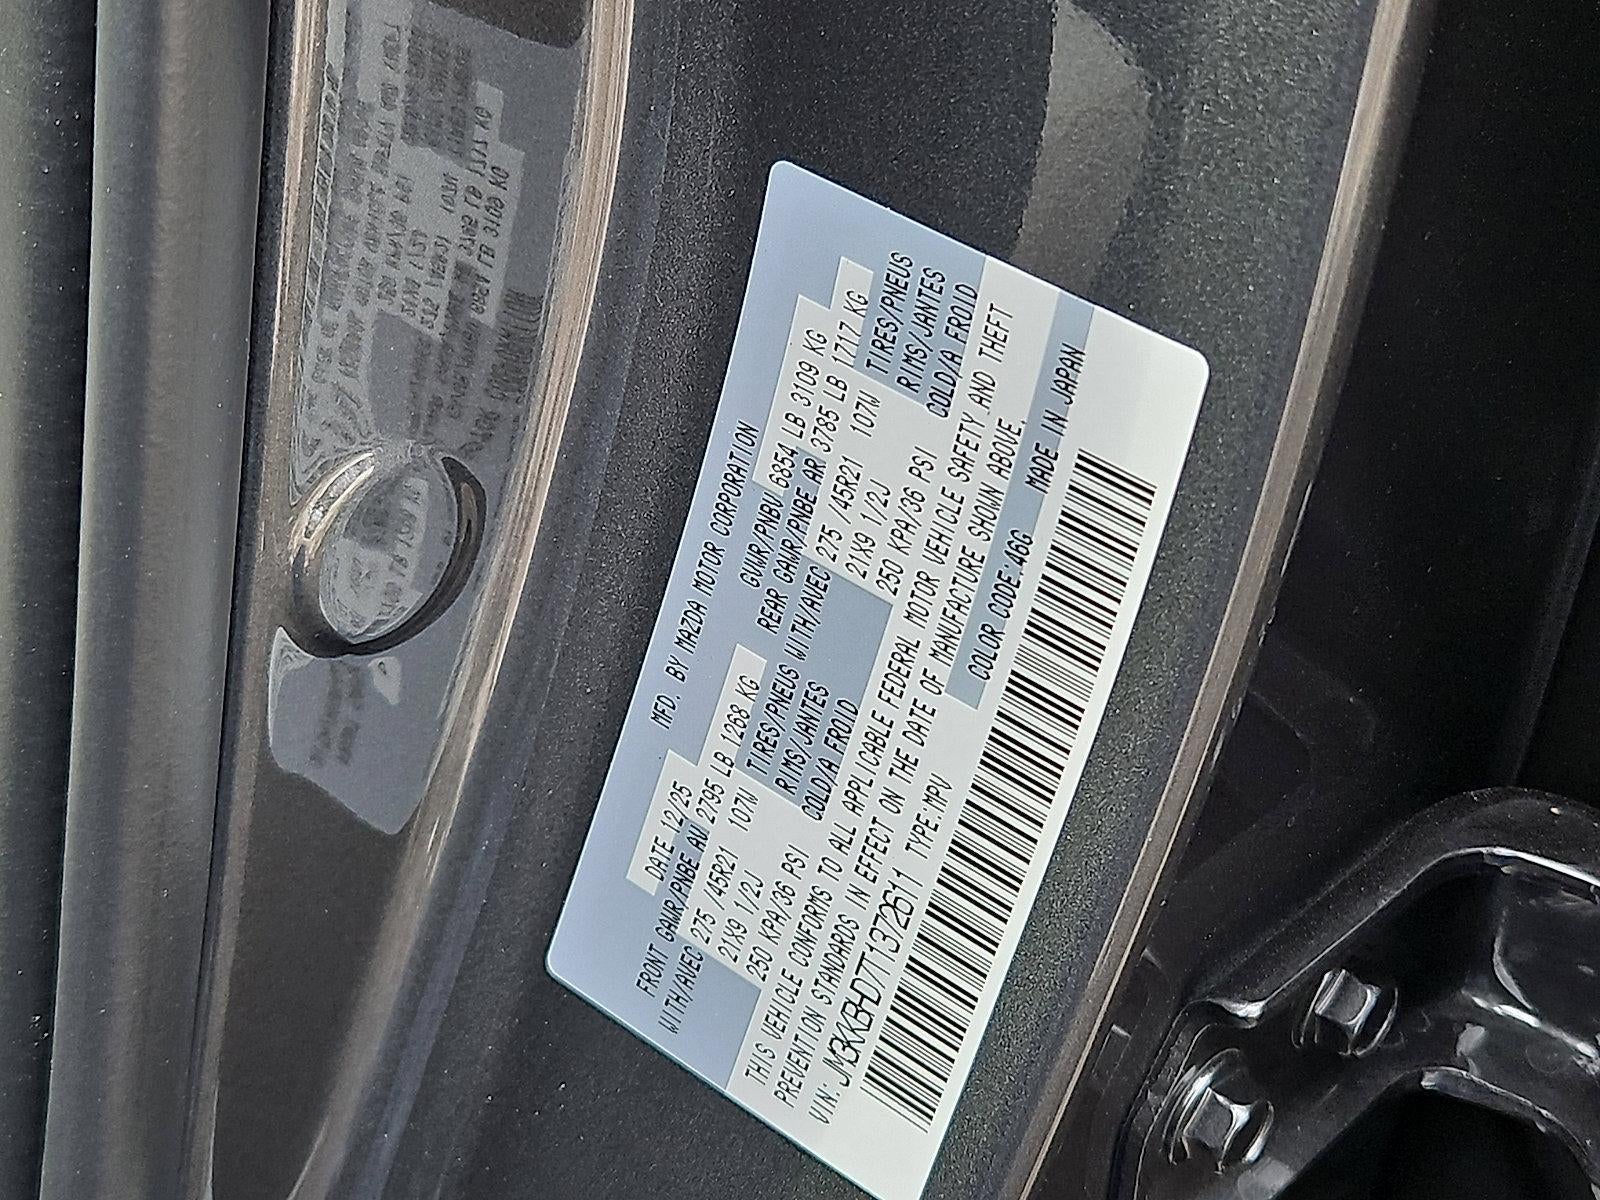 MFD. BY MAZDA MOTOR CORPORATION
DATE 12/25 GVWR/PNBV 6854 LB 3109 KG
FRONT GAWR/PNBE AV 2795 LB 1268 KG REAR GAWR/PNBE AR 3785 LB 1717 KG
WITH/AVEC 275 /45R21 107W TIRES/PNEUS WITH/AVEC 275 /45R21 107W TIRES/PNEUS
21X9 1/2J RIMS/JANTES 21X9 1/2J RIMS/JANTES
250 KPA/36 PSI COLD/A FROID 250 KPA/36 PSI COLD/A FROID
THIS VEHICLE CONFORMS TO ALL APPLICABLE FEDERAL MOTOR VEHICLE SAFETY AND THEFT
PREVENTION STANDARDS IN EFFECT ON THE DATE OF MANUFACTURE SHOWN ABOVE.
VIN: JM3KKBHD7T1372611 TYPE:MPV COLOR CODE:46G MADE IN JAPAN